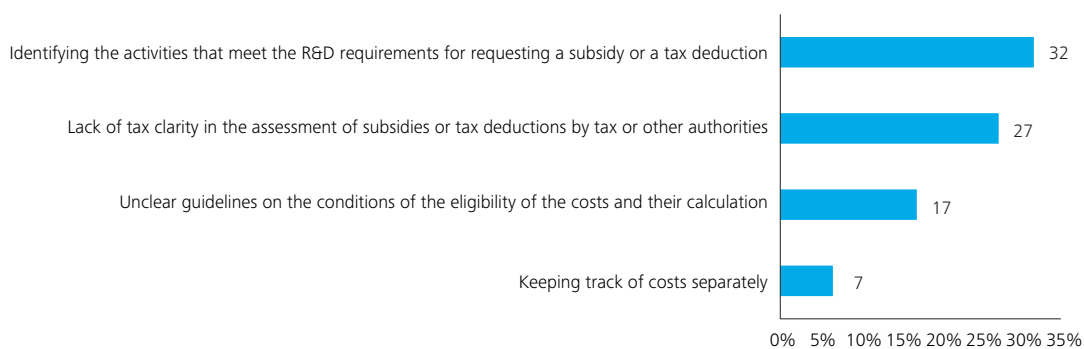 Identifying the activities that meet the R&D requirements for requesting a subsidy or a tax deduction 32
Lack of tax clarity in the assessment of subsidies or tax deductions by tax or other authorities 27
Unclear guidelines on the conditions of the eligibility of the costs and their calculation 17
Keeping track of costs separately 7
0% 5% 10% 15% 20% 25% 30% 35%